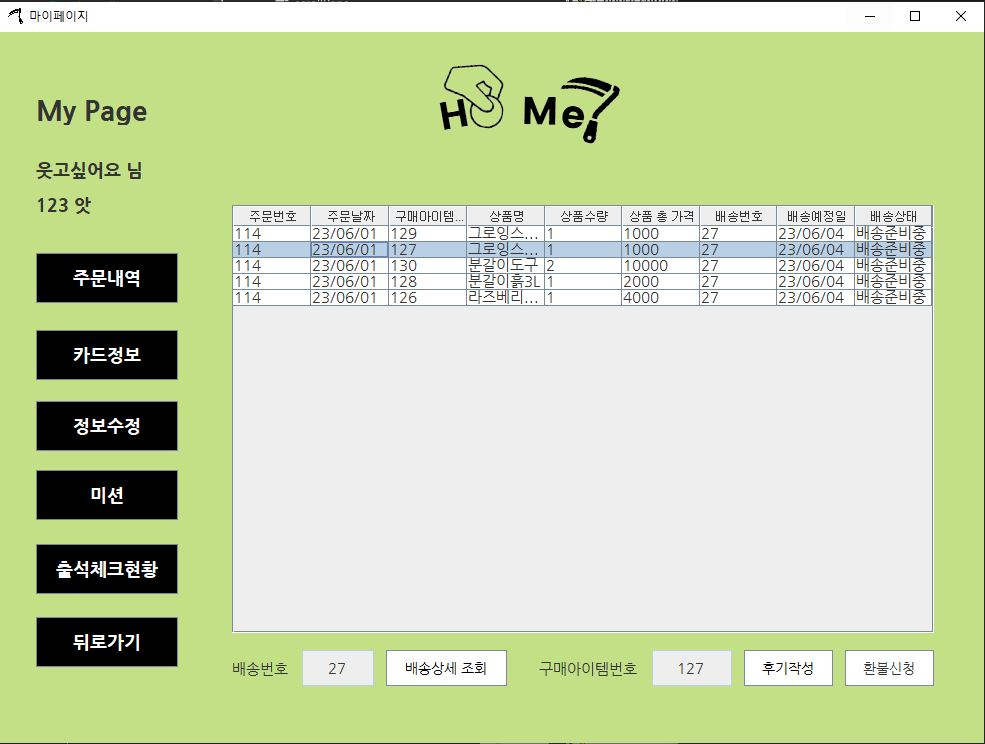 마이페이지
Ho Me?
My Page
웃고싶어요 님
123 앗
주문내역
카드정보
정보수정
미션
출석체크현황
뒤로가기
주문번호 주문날짜 구매아이템... 상품명 상품수량 상품 총 가격 배송번호 배송예정일 배송상태
114 23/06/01 129 그로잉스... 1 1000 27 23/06/04 배송준비중
114 23/06/01 127 그로잉스... 1 1000 27 23/06/04 배송준비중
114 23/06/01 130 분갈이도구 2 10000 27 23/06/04 배송준비중
114 23/06/01 128 분갈이흙3L 1 2000 27 23/06/04 배송준비중
114 23/06/01 126 라즈베리... 1 4000 27 23/06/04 배송준비중
배송번호 27 배송상세 조회 구매아이템번호 127 후기작성 환불신청